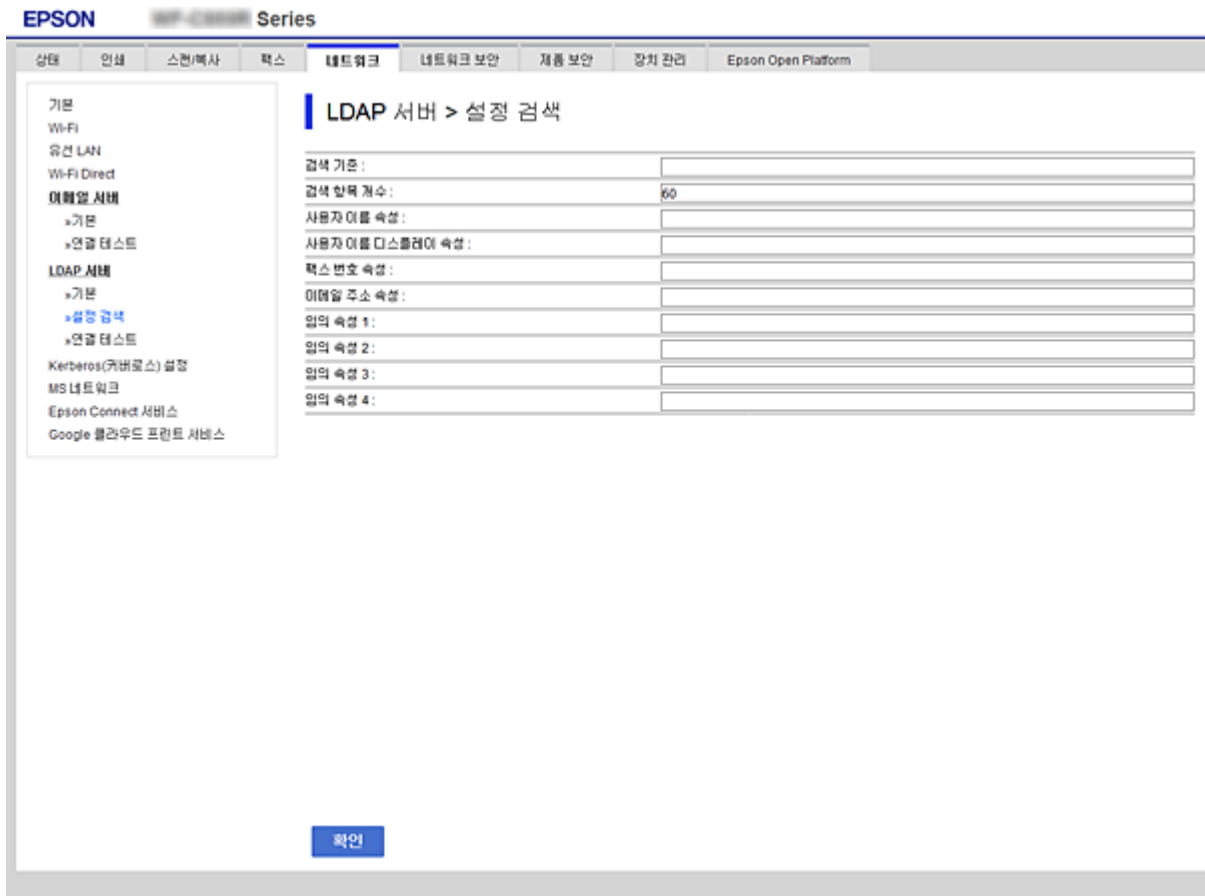 EPSON Series
상태 인쇄 스캔/복사 팩스 네트워크 네트워크 보안 제품 보안 장치 관리 Epson Open Platform
기본
Wi-Fi
유선 LAN
Wi-Fi Direct
이메일 서버
»기본
»연결 테스트
LDAP 서버
»기본
»설정 검색
»연결 테스트
Kerberos(커버로스) 설정
MS 네트워크
Epson Connect 서비스
Google 클라우드 프린트 서비스
LDAP 서버 > 설정 검색
검색 기준 :
검색 항목 개수 : 60
사용자 이름 속성 :
사용자 이름 디스플레이 속성 :
팩스 번호 속성 :
이메일 주소 속성 :
임의 속성 1 :
임의 속성 2 :
임의 속성 3 :
임의 속성 4 :
확인